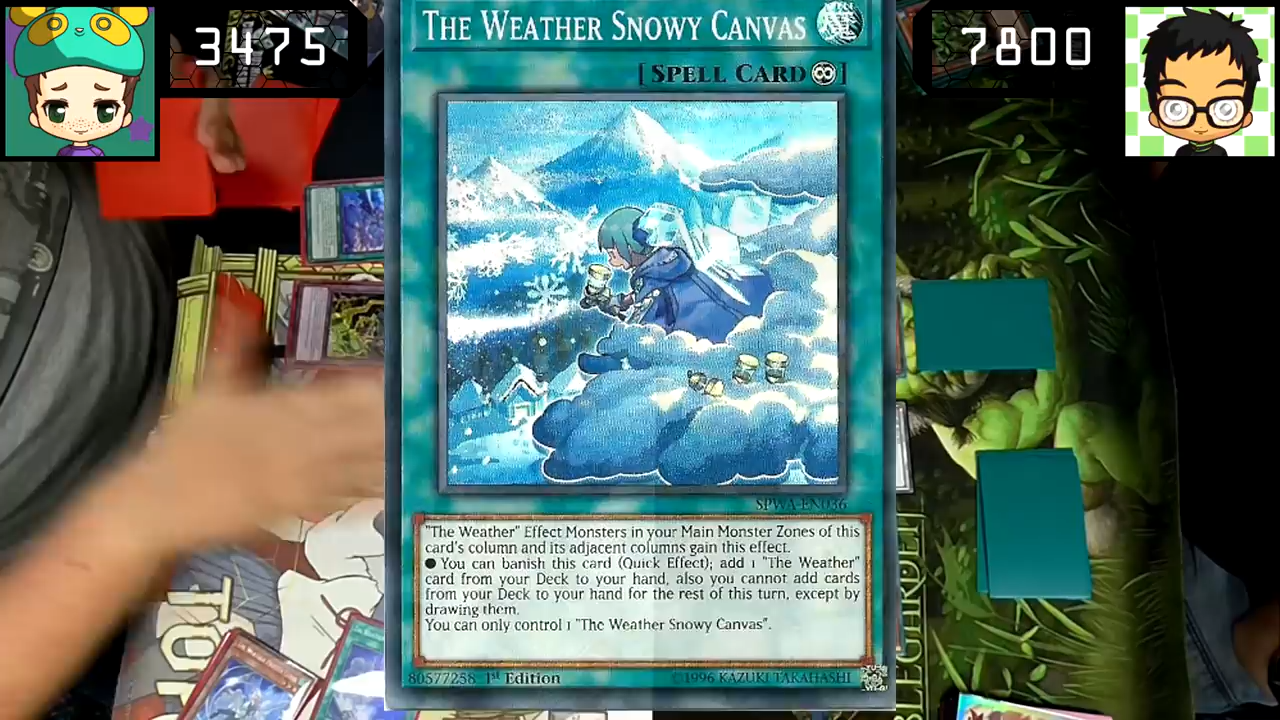 3475
THE WEATHER SNOWY CANVAS
7800
[SPELL CARD ]
SPWA-EN036
"The Weather" Effect Monsters in your Main Monster Zones of this
card's column and its adjacent columns gain this effect.
●You can banish this card (Quick Effect); add 1 "The Weather"
card from your Deck to your hand, also you cannot add cards
from your Deck to your hand for the rest of this turn, except by
drawing them.
You can only control 1 "The Weather Snowy Canvas".
80577258 1st Edition
©1996 KAZUKI TAKAHASHI